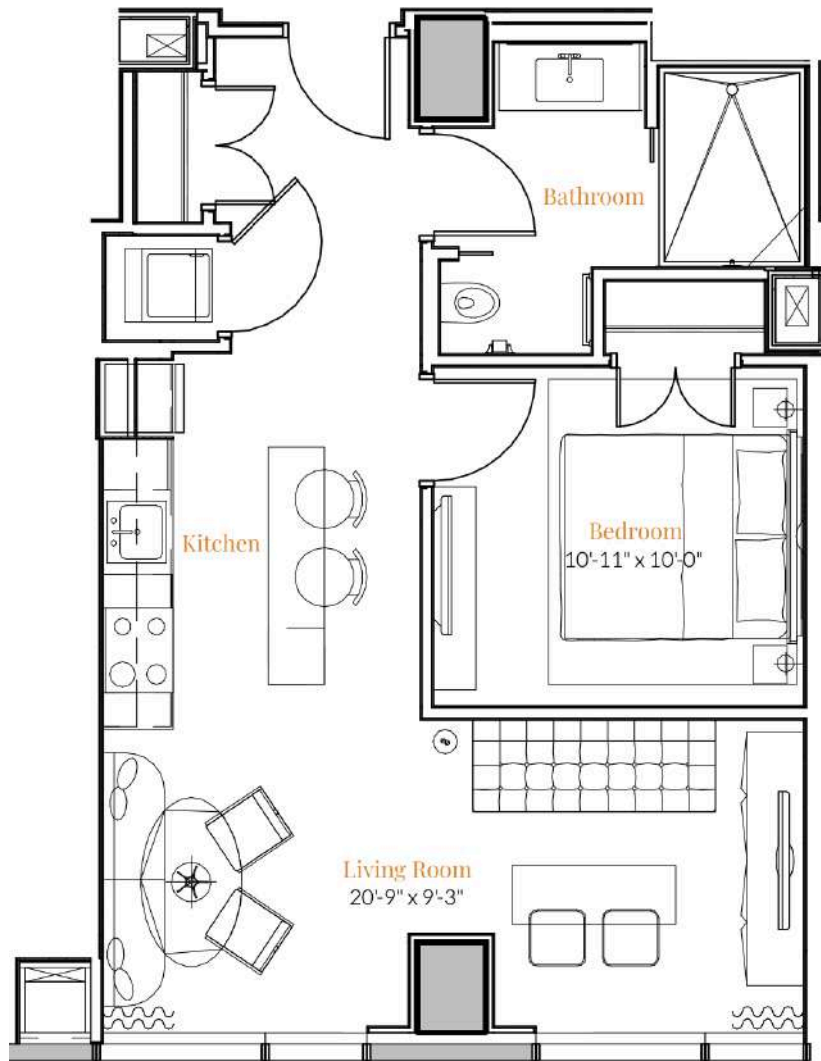 Bathroom
Kitchen
Bedroom
10'-11" x 10'-0"
Living Room
20'-9" x 9'-3"